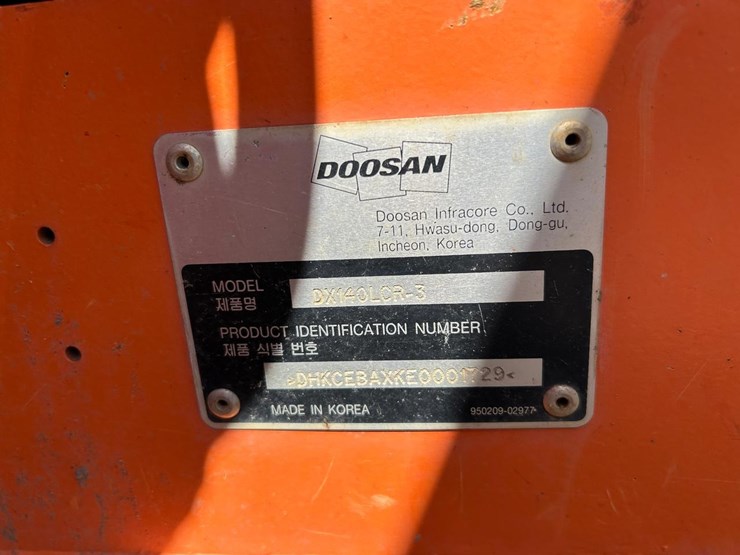 DOOSAN
Doosan Infracore Co., Ltd.
7-11, Hwasu-dong, Dong-gu,
Incheon, Korea
MODEL DX140LCR-3
제품명
PRODUCT IDENTIFICATION NUMBER
제품 식별 번호
>DHKCEBAXKE0001729<
MADE IN KOREA 950209-02977